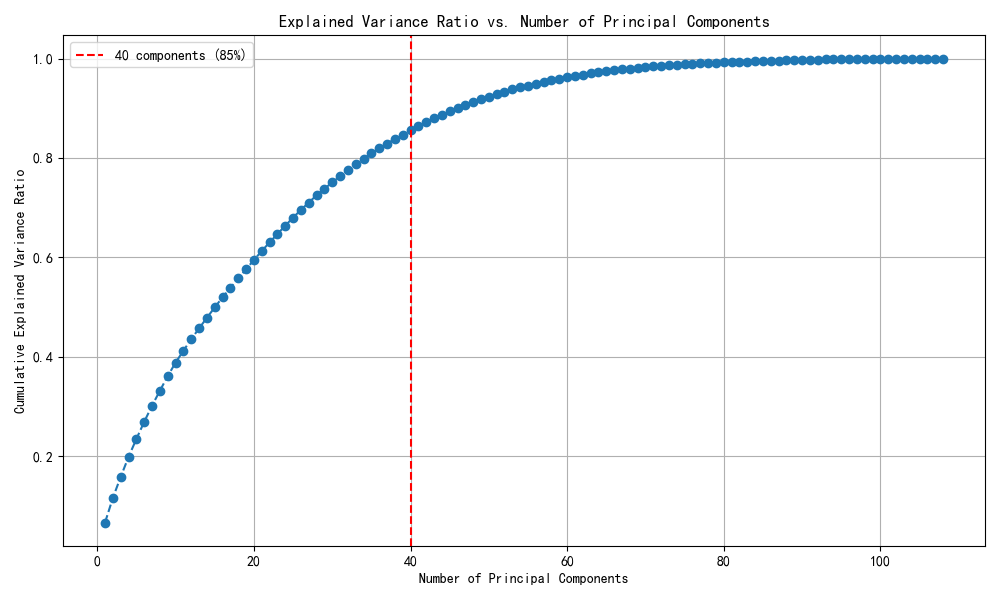 Explained Variance Ratio vs. Number of Principal Components
40 components (85%)
Cumulative Explained Variance Ratio
1.0
0.8
0.6
0.4
0.2
0 20 40 60 80 100
Number of Principal Components